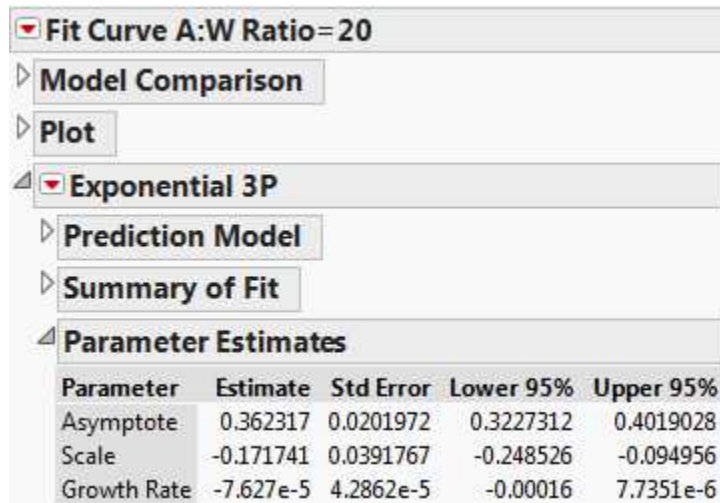 Fit Curve A:W Ratio=20
Model Comparison
Plot
Exponential 3P
Prediction Model
Summary of Fit
Parameter Estimates
Parameter Estimate Std Error Lower 95% Upper 95%
Asymptote 0.362317 0.0201972 0.3227312 0.4019028
Scale -0.171741 0.0391767 -0.248526 -0.094956
Growth Rate -7.627e-5 4.2862e-5 -0.00016 7.7351e-6